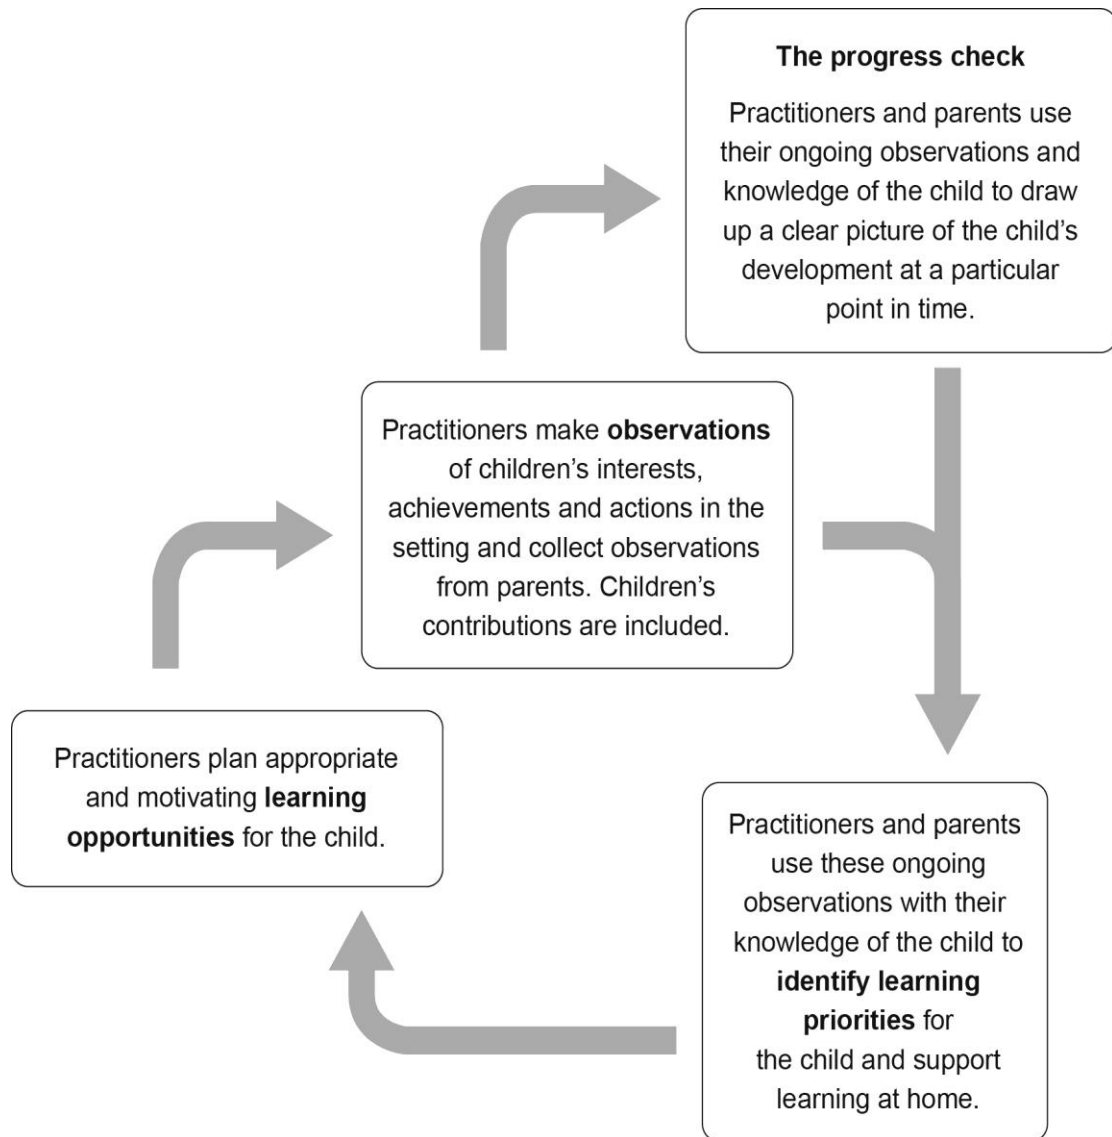 The progress check
Practitioners and parents use
their ongoing observations and
knowledge of the child to draw
up a clear picture of the child’s
development at a particular
point in time.
Practitioners make observations
of children’s interests,
achievements and actions in the
setting and collect observations
from parents. Children’s
contributions are included.
Practitioners plan appropriate
and motivating learning
opportunities for the child.
Practitioners and parents
use these ongoing
observations with their
knowledge of the child to
identify learning
priorities for
the child and support
learning at home.